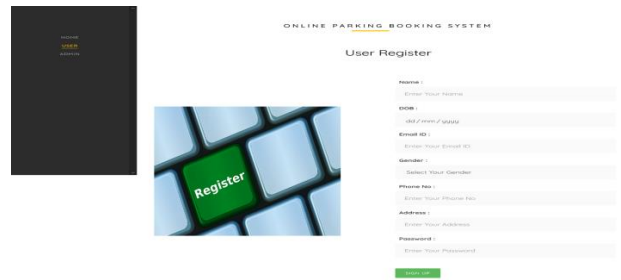 HOME
USER
ADMIN
ONLINE PARKING BOOKING SYSTEM
User Register
Register
Name :
Enter Your Name
DOB :
dd/mm/yyyy
Email ID :
Enter Your Email ID
Gender :
Select Your Gender
Phone No :
Enter Your Phone No
Address :
Enter Your Address
Password :
Enter Your Password
SIGN UP